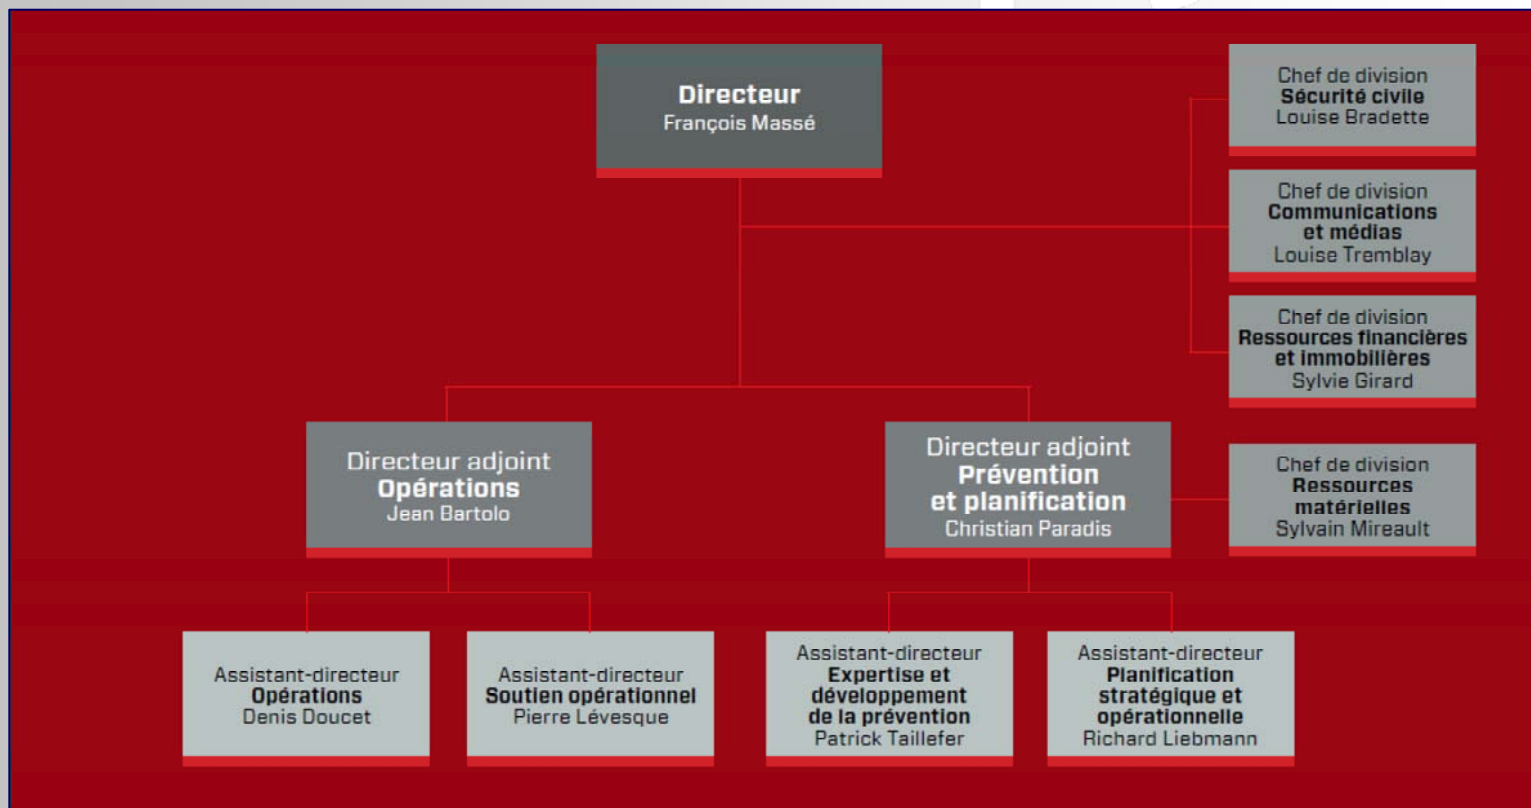 Directeur
François Massé
Chef de division
Sécurité civile
Louise Bradette
Chef de division
Communications
et médias
Louise Tremblay
Chef de division
Ressources financières
et immobilières
Sylvie Girard
Directeur adjoint
Opérations
Jean Bartolo
Directeur adjoint
Prévention
et planification
Christian Paradis
Chef de division
Ressources
matérielles
Sylvain Mireault
Assistant-directeur
Opérations
Denis Doucet
Assistant-directeur
Soutien opérationnel
Pierre Lévesque
Assistant-directeur
Expertise et
développement
de la prévention
Patrick Taillefer
Assistant-directeur
Planification
stratégique et
opérationnelle
Richard Liebmann